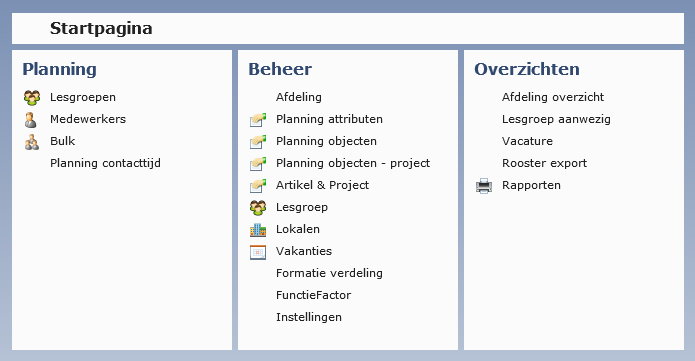 Startpagina
Planning
Lesgroepen
Medewerkers
Bulk
Planning contacttijd
Beheer
Afdeling
Planning attributen
Planning objecten
Planning objecten - project
Artikel & Project
Lesgroep
Lokalen
Vakanties
Formatie verdeling
FunctieFactor
Instellingen
Overzichten
Afdeling overzicht
Lesgroep aanwezig
Vacature
Rooster export
Rapporten